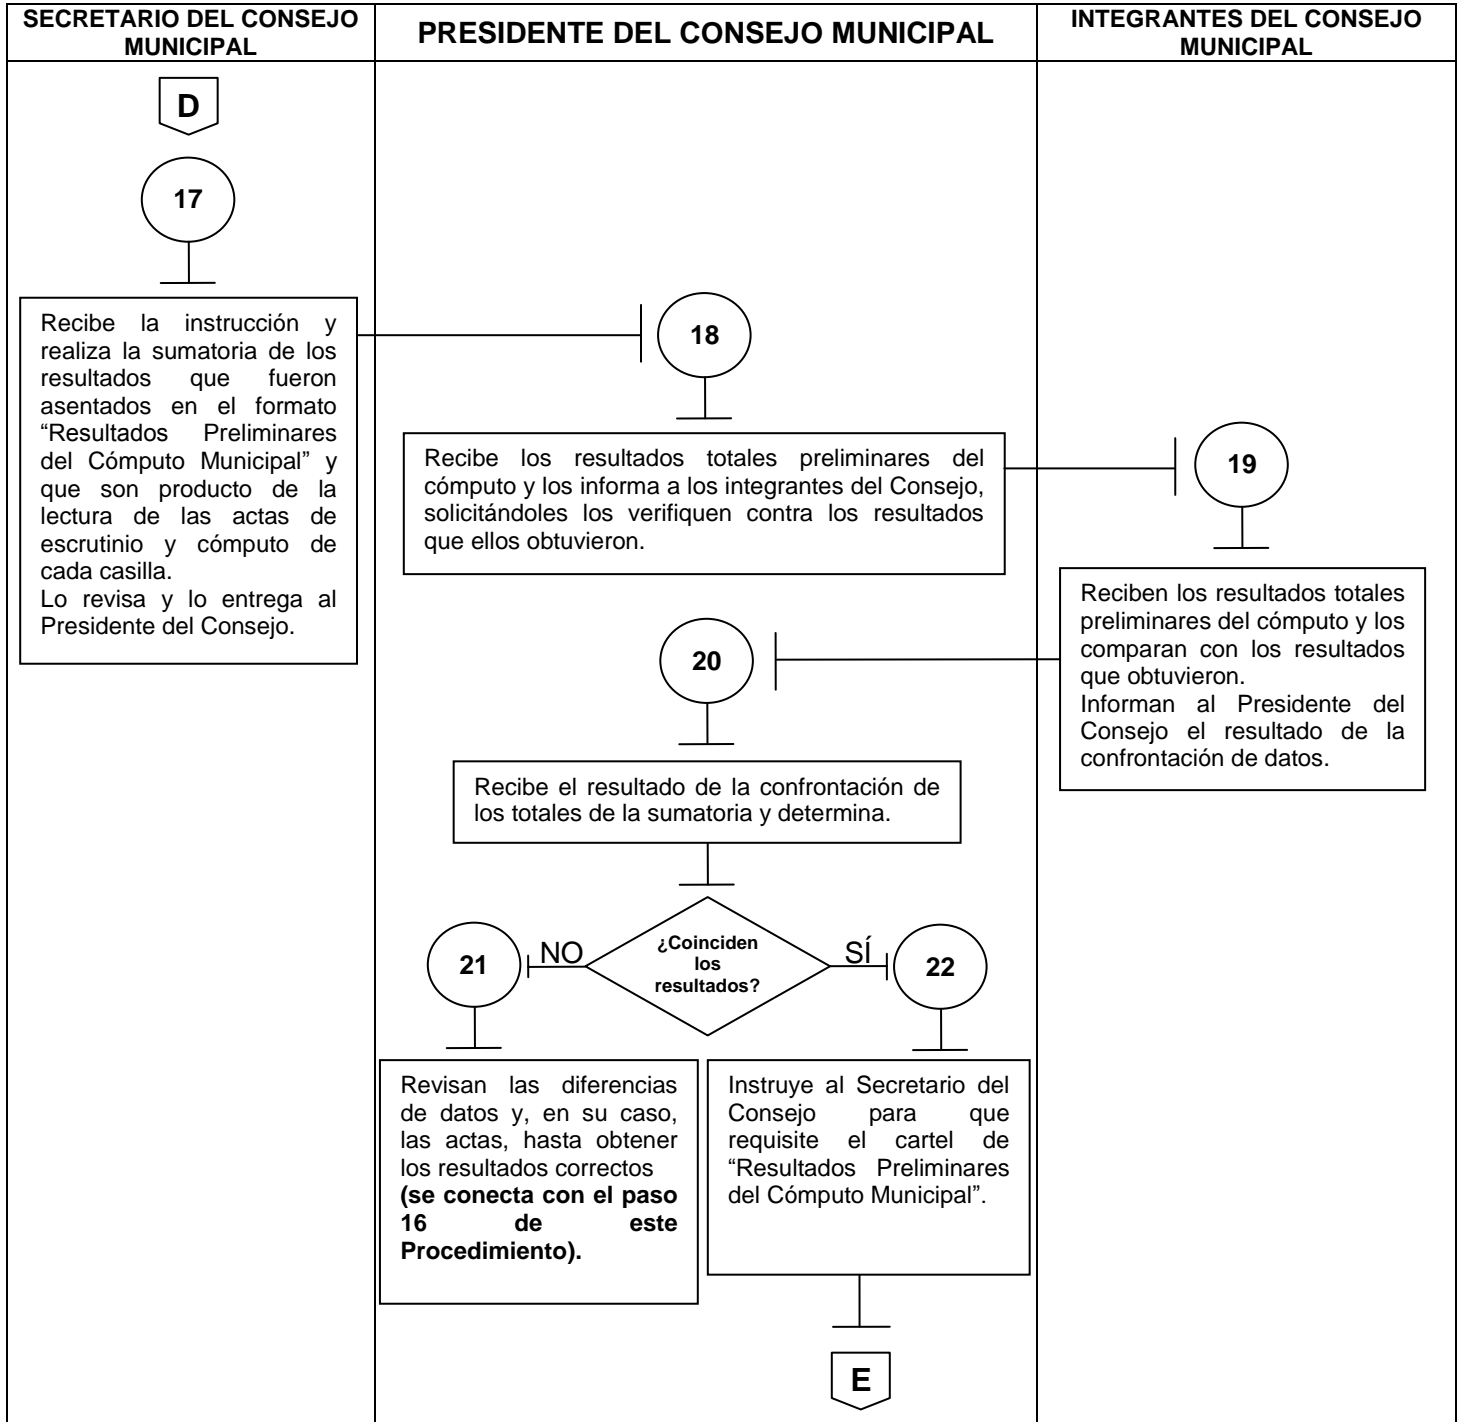 SECRETARIO DEL CONSEJO
MUNICIPAL
PRESIDENTE DEL CONSEJO MUNICIPAL
INTEGRANTES DEL CONSEJO
MUNICIPAL
D
17
Recibe la instrucción y
realiza la sumatoria de los
resultados que fueron
asentados en el formato
“Resultados Preliminares
del Cómputo Municipal” y
que son producto de la
lectura de las actas de
escrutinio y cómputo de
cada casilla.
Lo revisa y lo entrega al
Presidente del Consejo.
18
Recibe los resultados totales preliminares del
cómputo y los informa a los integrantes del Consejo,
solicitándoles los verifiquen contra los resultados
que ellos obtuvieron.
19
Reciben los resultados totales
preliminares del cómputo y los
comparan con los resultados
que obtuvieron.
Informan al Presidente del
Consejo el resultado de la
confrontación de datos.
20
Recibe el resultado de la confrontación de
los totales de la sumatoria y determina.
¿Coinciden
los
resultados?
NO
SÍ
21
22
Revisan las diferencias
de datos y, en su caso,
las actas, hasta obtener
los resultados correctos
(se conecta con el paso
16 de este
Procedimiento).
Instruye al Secretario del
Consejo para que
requisite el cartel de
“Resultados Preliminares
del Cómputo Municipal”.
E